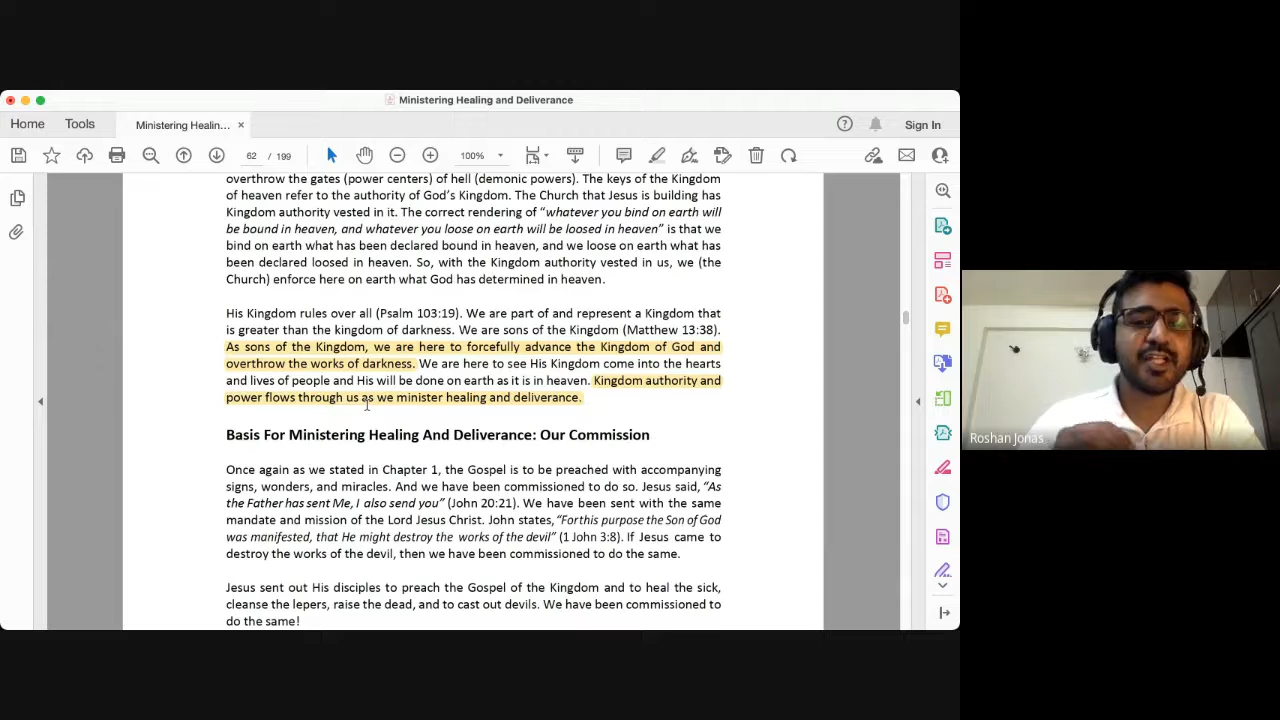 Ministering Healing and Deliverance
Home
Tools
Ministering Healin...
Sign In
62 / 199
100%
overthrow the gates (power centers) of hell (demonic powers). The keys of the Kingdom
of heaven refer to the authority of God's Kingdom. The Church that Jesus is building has
Kingdom authority vested in it. The correct rendering of "whatever you bind on earth will
be bound in heaven, and whatever you loose on earth will be loosed in heaven" is that we
bind on earth what has been declared bound in heaven, and we loose on earth what has
been declared loosed in heaven. So, with the Kingdom authority vested in us, we (the
Church) enforce here on earth what God has determined in heaven.
His Kingdom rules over all (Psalm 103:19). We are part of and represent a Kingdom that
is greater than the kingdom of darkness. We are sons of the Kingdom (Matthew 13:38).
As sons of the Kingdom, we are here to forcefully advance the Kingdom of God and
overthrow the works of darkness. We are here to see His Kingdom come into the hearts
and lives of people and His will be done on earth as it is in heaven. Kingdom authority and
power flows through us as we minister healing and deliverance.
Basis For Ministering Healing And Deliverance: Our Commission
Once again as we stated in Chapter 1, the Gospel is to be preached with accompanying
signs, wonders, and miracles. And we have been commissioned to do so. Jesus said, "As
the Father has sent Me, I also send you" (John 20:21). We have been sent with the same
mandate and mission of the Lord Jesus Christ. John states, "For this purpose the Son of God
was manifested, that He might destroy the works of the devil" (1 John 3:8). If Jesus came to
destroy the works of the devil, then we have been commissioned to do the same.
Jesus sent out His disciples to preach the Gospel of the Kingdom and to heal the sick,
cleanse the lepers, raise the dead, and to cast out devils. We have been commissioned to
do the same!
Roshan Jonas